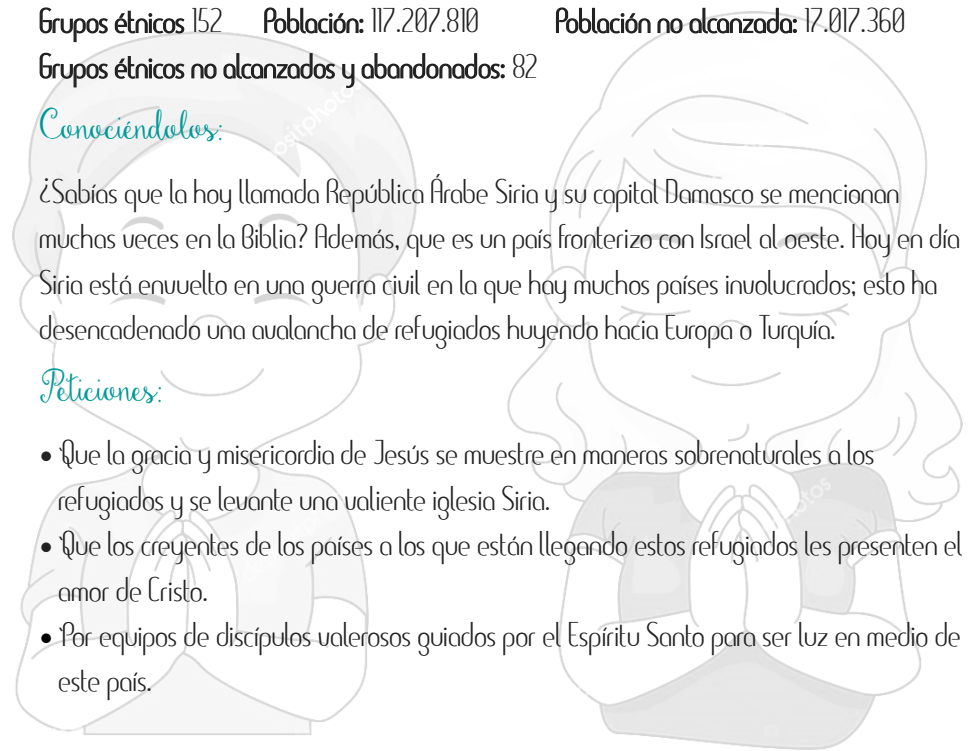 Grupos étnicos 152 Población: 117.207.810 Población no alcanzada: 17.017.360
Grupos étnicos no alcanzados y abandonados: 82
Conociéndolos:
¿Sabías que la hoy llamada República Árabe Siria y su capital Damasco se mencionan
muchas veces en la Biblia? Además, que es un país fronterizo con Israel al oeste. Hoy en día
Siria está envuelto en una guerra civil en la que hay muchos países involucrados; esto ha
desencadenado una avalancha de refugiados huyendo hacia Europa o Turquía.
Peticiones:
• Que la gracia y misericordia de Jesús se muestre en maneras sobrenaturales a los
refugiados y se levante una valiente iglesia Siria.
• Que los creyentes de los países a los que están llegando estos refugiados les presenten el
amor de Cristo.
• Por equipos de discípulos valerosos guiados por el Espíritu Santo para ser luz en medio de
este país.